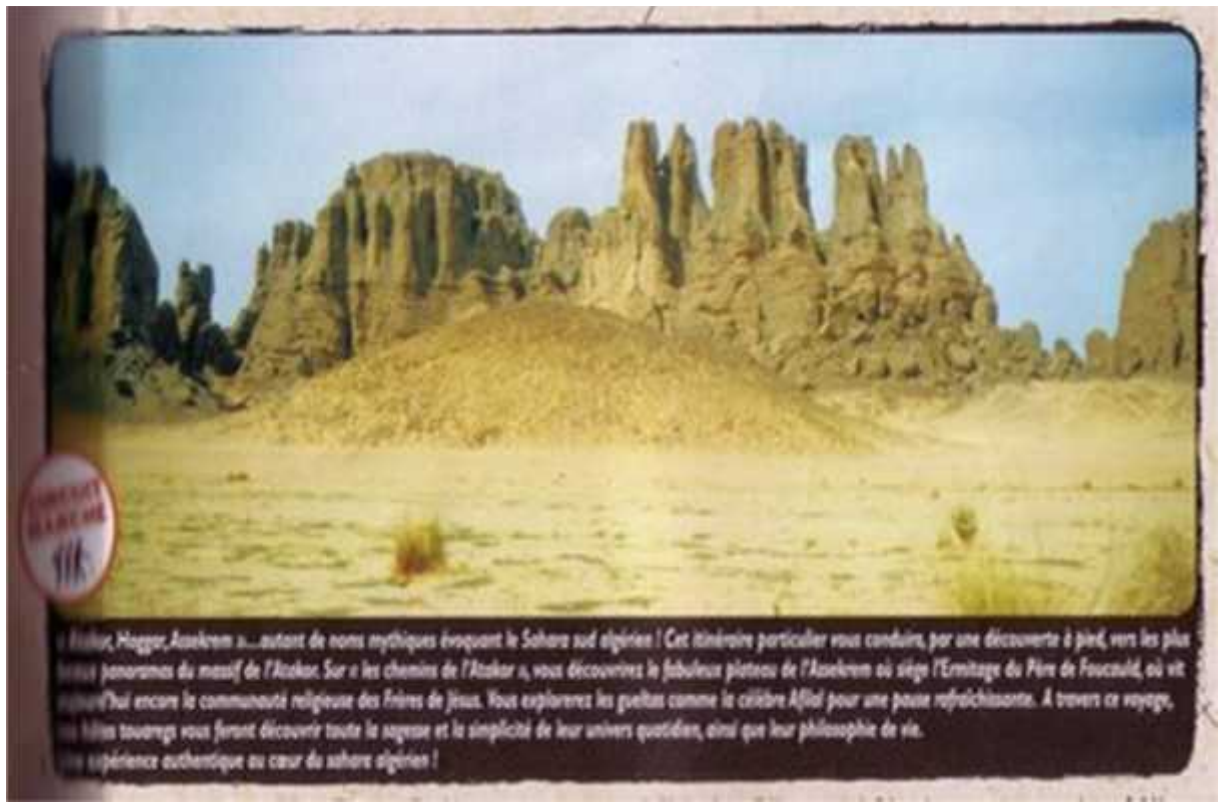 CIRCUIT
MARCHE
« Atakor, Hoggar, Assekrem »....autant de noms mythiques évoquant le Sahara sud algérien ! Cet itinéraire particulier vous conduira, par une découverte à pied, vers les plus
panoramas du massif de l'Atakor. Sur « les chemins de l'Atakor », vous découvrirez le fabuleux plateau de l'Assekrem où siège l'Ermitage du Père de Foucauld, où vit
aujourd'hui encore la communauté religieuse des Frères de Jésus. Vous explorerez les gueltas comme la célèbre Afilal pour une pause rafraîchissante. A travers ce voyage,
hôtes touaregs vous feront découvrir toute la sagesse et la simplicité de leur univers quotidien, ainsi que leur philosophie de vie.
expérience authentique au cœur du sahara algérien !